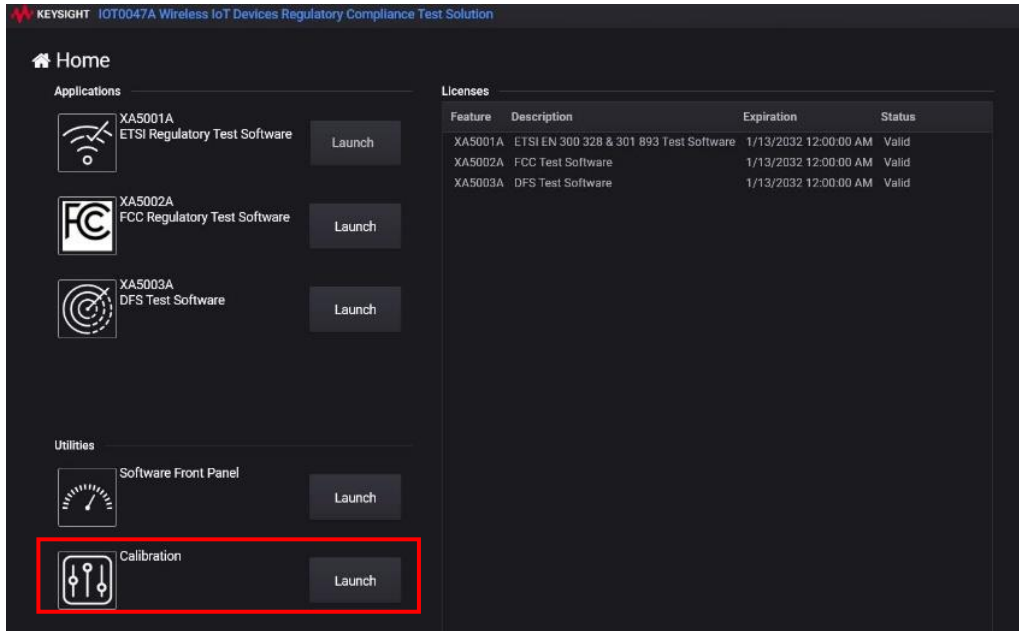 KEYSIGHT IOT0047A Wireless IoT Devices Regulatory Compliance Test Solution
Home
Applications
XA5001A
ETSI Regulatory Test Software
Launch
XA5002A
FCC Regulatory Test Software
FC
Launch
XA5003A
DFS Test Software
Launch
Utilities
Software Front Panel
Launch
Calibration
Launch
Licenses
Feature Description Expiration Status
XA5001A ETSI EN 300 328 & 301 893 Test Software 1/13/2032 12:00:00 AM Valid
XA5002A FCC Test Software 1/13/2032 12:00:00 AM Valid
XA5003A DFS Test Software 1/13/2032 12:00:00 AM Valid